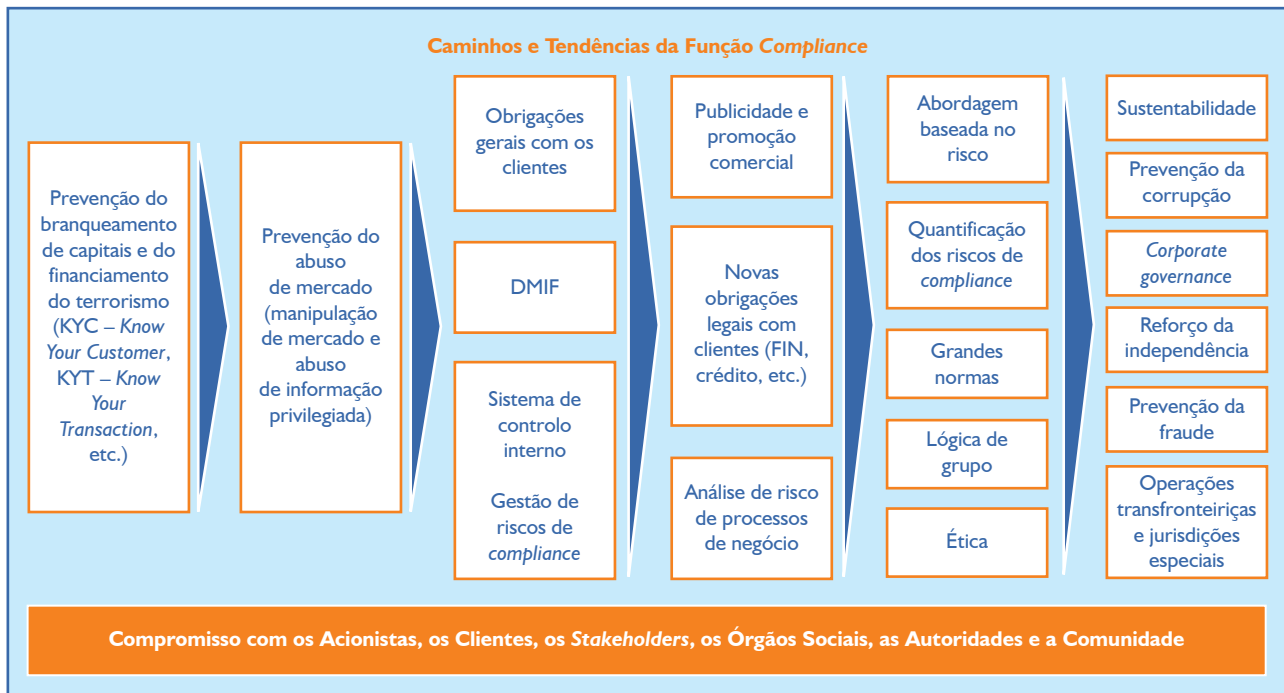 Caminhos e Tendências da Função Compliance
Prevenção do
branqueamento
de capitais e do
financiamento
do terrorismo
(KYC – Know
Your Customer,
KYT – Know
Your
Transaction,
etc.)
Prevenção do
abuso
de mercado
(manipulação
de mercado e
abuso
de informação
privilegiada)
Obrigações
gerais com os
clientes
DMIF
Sistema de
controlo
interno
Gestão de
riscos de
compliance
Publicidade e
promoção
comercial
Novas
obrigações
legais com
clientes (FIN,
crédito, etc.)
Análise de risco
de processos
de negócio
Abordagem
baseada no
risco
Quantificação
dos riscos de
compliance
Grandes
normas
Lógica de
grupo
Ética
Sustentabilidade
Prevenção da
corrupção
Corporate
governance
Reforço da
independência
Prevenção da
fraude
Operações
transfronteiriças
e jurisdições
especiais
Compromisso com os Acionistas, os Clientes, os Stakeholders, os Órgãos Sociais, as Autoridades e a Comunidade